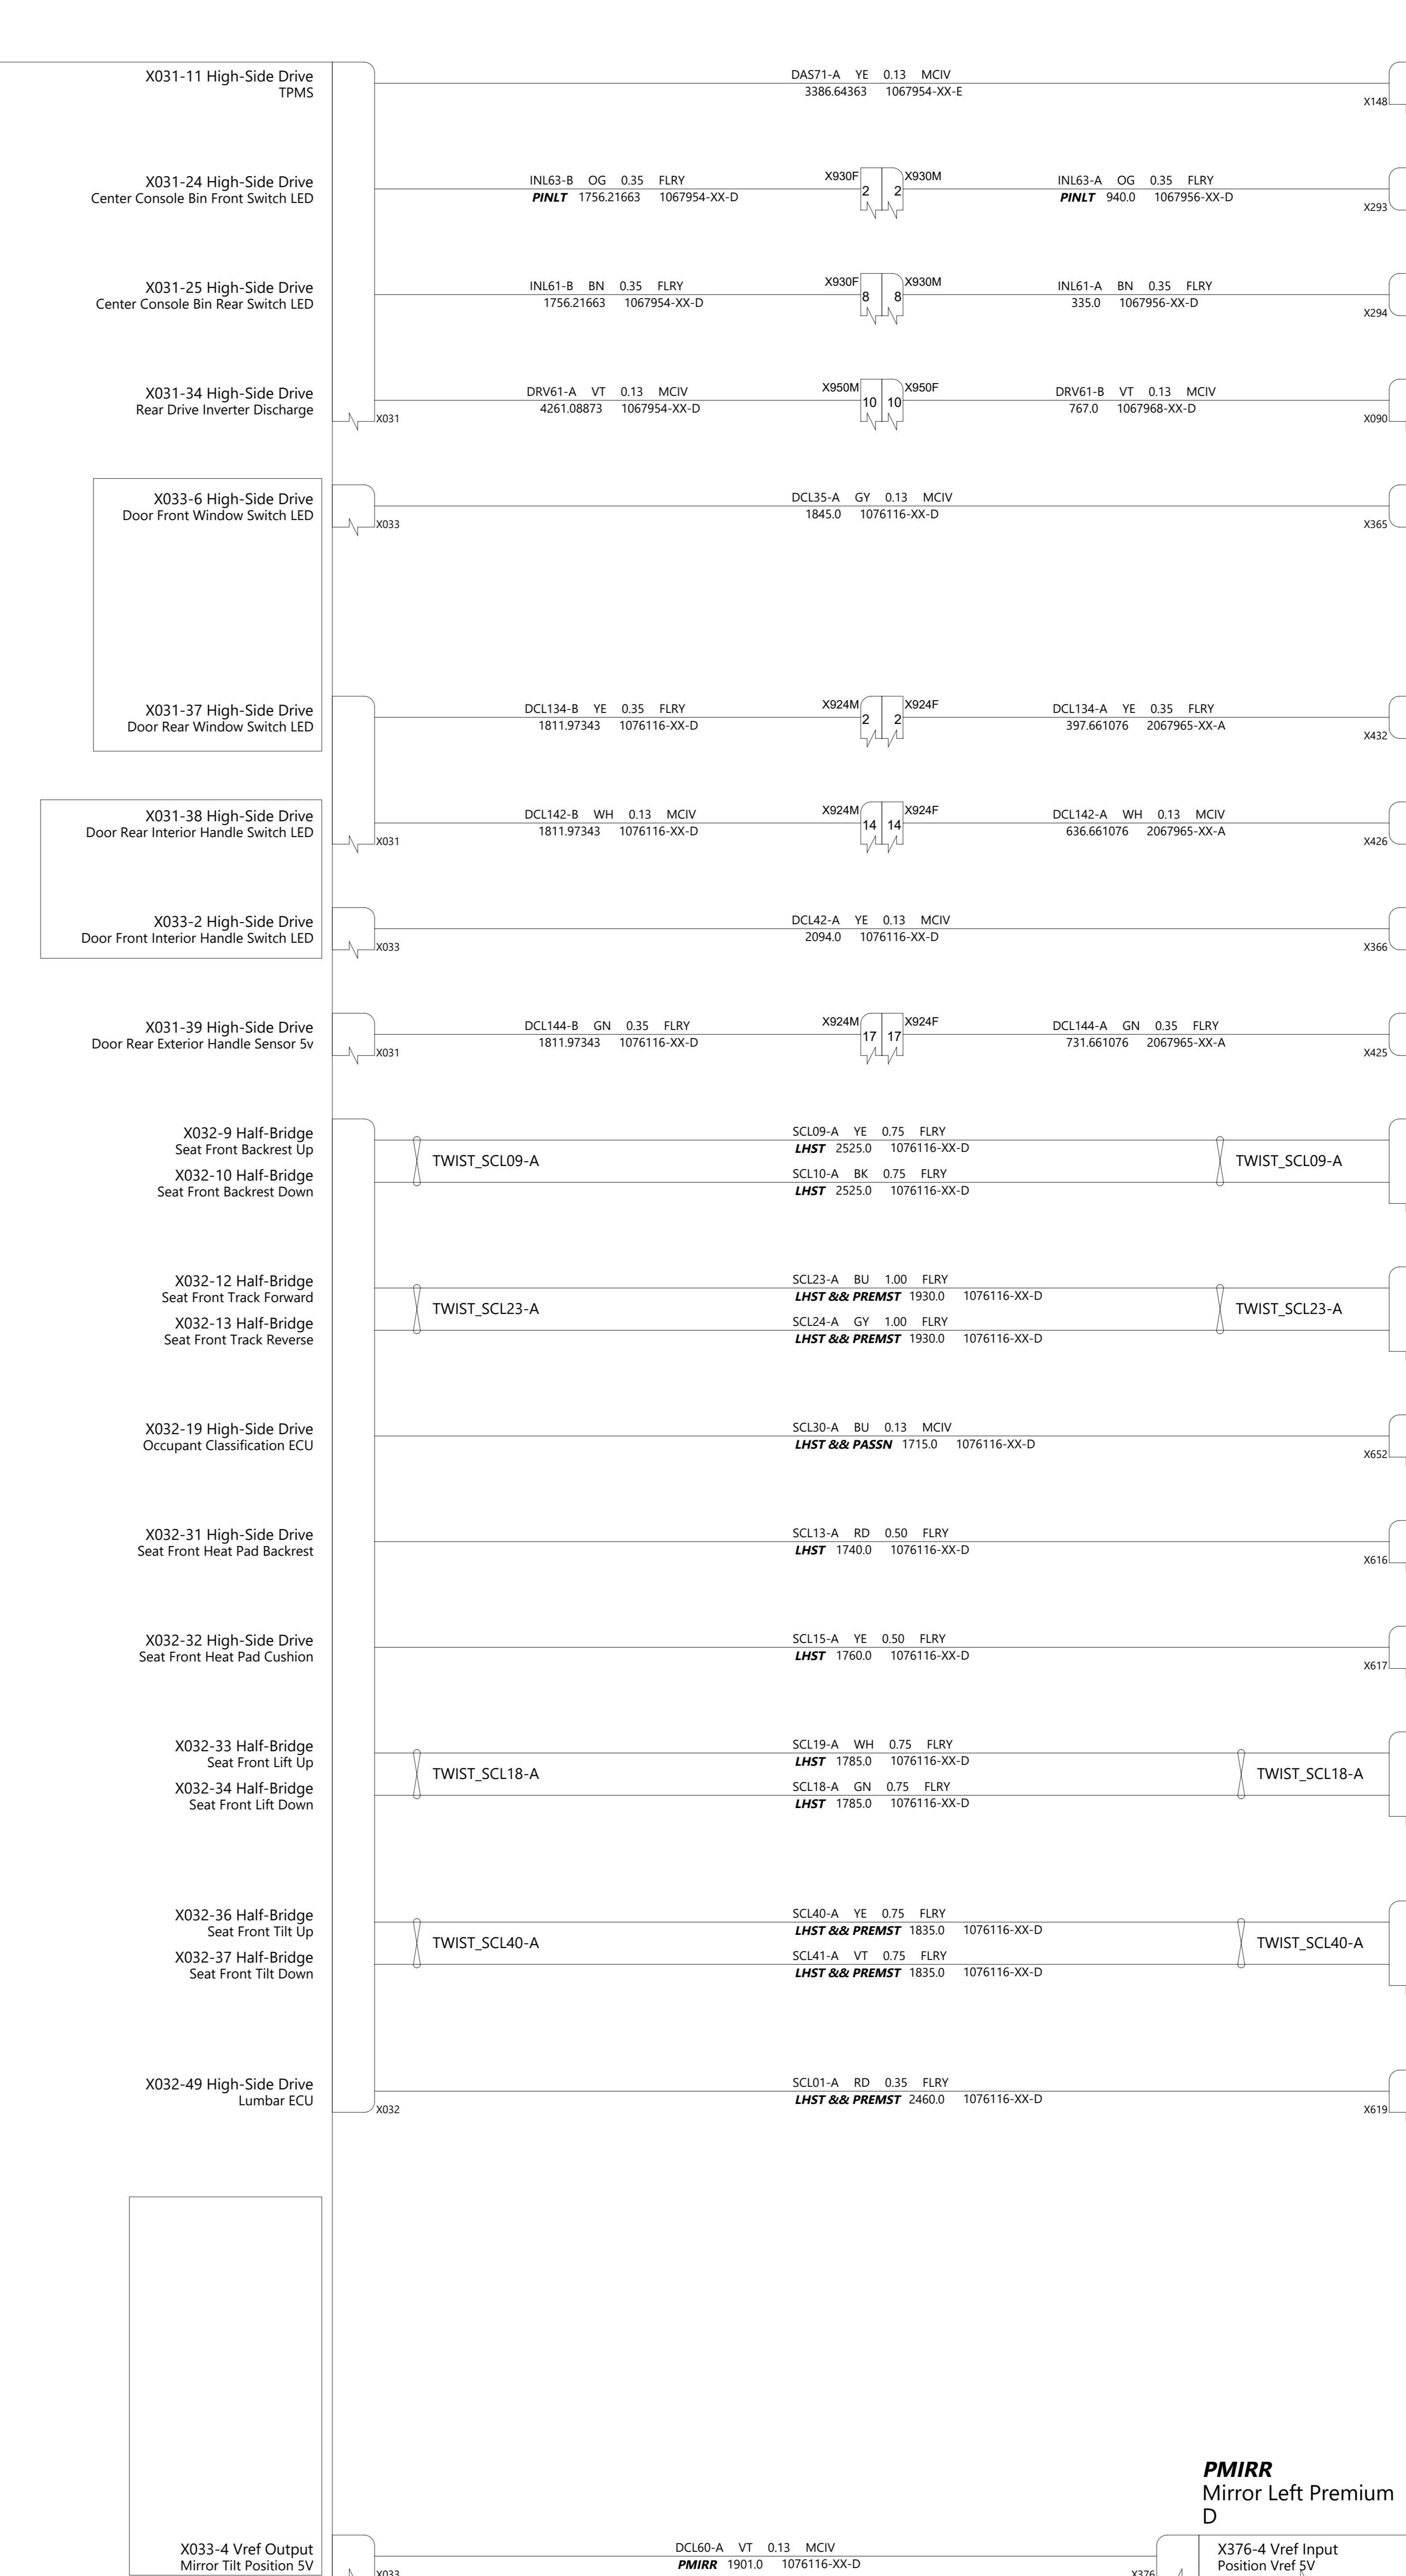 X031-11 High-Side Drive
TPMS
DAS71-A YE 0.13 MCIV
3386.64363 1067954-XX-E
X148
X031-24 High-Side Drive
Center Console Bin Front Switch LED
INL63-B OG 0.35 FLRY
PINLT 1756.21663 1067954-XX-D
X930F 2 2 X930M
INL63-A OG 0.35 FLRY
PINLT 940.0 1067956-XX-D
X293
X031-25 High-Side Drive
Center Console Bin Rear Switch LED
INL61-B BN 0.35 FLRY
1756.21663 1067954-XX-D
X930F 8 8 X930M
INL61-A BN 0.35 FLRY
335.0 1067956-XX-D
X294
X031-34 High-Side Drive
Rear Drive Inverter Discharge
X031
DRV61-A VT 0.13 MCIV
4261.08873 1067954-XX-D
X950M 10 10 X950F
DRV61-B VT 0.13 MCIV
767.0 1067968-XX-D
X090
X033-6 High-Side Drive
Door Front Window Switch LED
X033
DCL35-A GY 0.13 MCIV
1845.0 1076116-XX-D
X365
X031-37 High-Side Drive
Door Rear Window Switch LED
DCL134-B YE 0.35 FLRY
1811.97343 1076116-XX-D
X924M 2 2 X924F
DCL134-A YE 0.35 FLRY
397.661076 2067965-XX-A
X432
X031-38 High-Side Drive
Door Rear Interior Handle Switch LED
X031
DCL142-B WH 0.13 MCIV
1811.97343 1076116-XX-D
X924M 14 14 X924F
DCL142-A WH 0.13 MCIV
636.661076 2067965-XX-A
X426
X033-2 High-Side Drive
Door Front Interior Handle Switch LED
X033
DCL42-A YE 0.13 MCIV
2094.0 1076116-XX-D
X366
X031-39 High-Side Drive
Door Rear Exterior Handle Sensor 5v
X031
DCL144-B GN 0.35 FLRY
1811.97343 1076116-XX-D
X924M 17 17 X924F
DCL144-A GN 0.35 FLRY
731.661076 2067965-XX-A
X425
X032-9 Half-Bridge
Seat Front Backrest Up
X032-10 Half-Bridge
Seat Front Backrest Down
TWIST_SCL09-A
SCL09-A YE 0.75 FLRY
LHST 2525.0 1076116-XX-D
SCL10-A BK 0.75 FLRY
LHST 2525.0 1076116-XX-D
TWIST_SCL09-A
X032-12 Half-Bridge
Seat Front Track Forward
X032-13 Half-Bridge
Seat Front Track Reverse
TWIST_SCL23-A
SCL23-A BU 1.00 FLRY
LHST && PREMST 1930.0 1076116-XX-D
SCL24-A GY 1.00 FLRY
LHST && PREMST 1930.0 1076116-XX-D
TWIST_SCL23-A
X032-19 High-Side Drive
Occupant Classification ECU
SCL30-A BU 0.13 MCIV
LHST && PASSN 1715.0 1076116-XX-D
X652
X032-31 High-Side Drive
Seat Front Heat Pad Backrest
SCL13-A RD 0.50 FLRY
LHST 1740.0 1076116-XX-D
X616
X032-32 High-Side Drive
Seat Front Heat Pad Cushion
SCL15-A YE 0.50 FLRY
LHST 1760.0 1076116-XX-D
X617
X032-33 Half-Bridge
Seat Front Lift Up
X032-34 Half-Bridge
Seat Front Lift Down
TWIST_SCL18-A
SCL19-A WH 0.75 FLRY
LHST 1785.0 1076116-XX-D
SCL18-A GN 0.75 FLRY
LHST 1785.0 1076116-XX-D
TWIST_SCL18-A
X032-36 Half-Bridge
Seat Front Tilt Up
X032-37 Half-Bridge
Seat Front Tilt Down
TWIST_SCL40-A
SCL40-A YE 0.75 FLRY
LHST && PREMST 1835.0 1076116-XX-D
SCL41-A VT 0.75 FLRY
LHST && PREMST 1835.0 1076116-XX-D
TWIST_SCL40-A
X032-49 High-Side Drive
Lumbar ECU
X032
SCL01-A RD 0.35 FLRY
LHST && PREMST 2460.0 1076116-XX-D
X619
PMIRR
Mirror Left Premium
D
X033-4 Vref Output
Mirror Tilt Position 5V
X033
DCL60-A VT 0.13 MCIV
PMIRR 1901.0 1076116-XX-D
X376
X376-4 Vref Input
Position Vref 5V